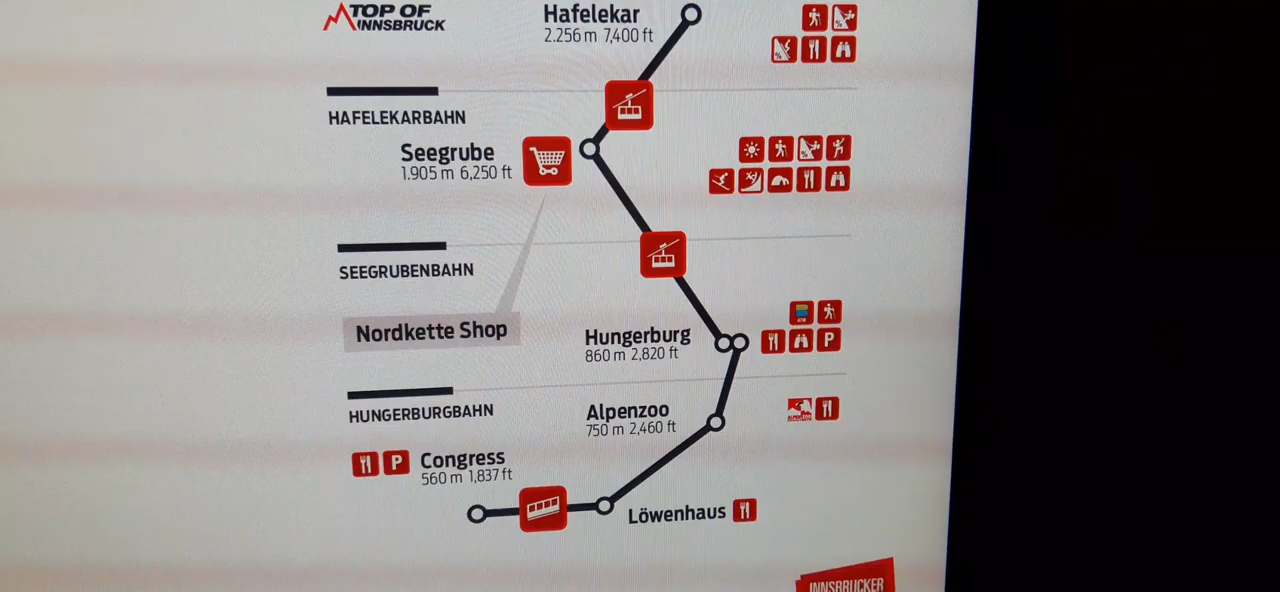 TOP OF
INNSBRUCK
Hafelekar
2.256 m 7,400 ft
HAFELEKARBAHN
Seegrube
1.905 m 6,250 ft
SEEGRUBENBAHN
Nordkette Shop
Hungerburg
860 m 2,820 ft
P
HUNGERBURGBAHN
Alpenzoo
750 m 2,460 ft
ALPENZOO
P
Congress
560 m 1,837 ft
Löwenhaus
INNSBRUCKER